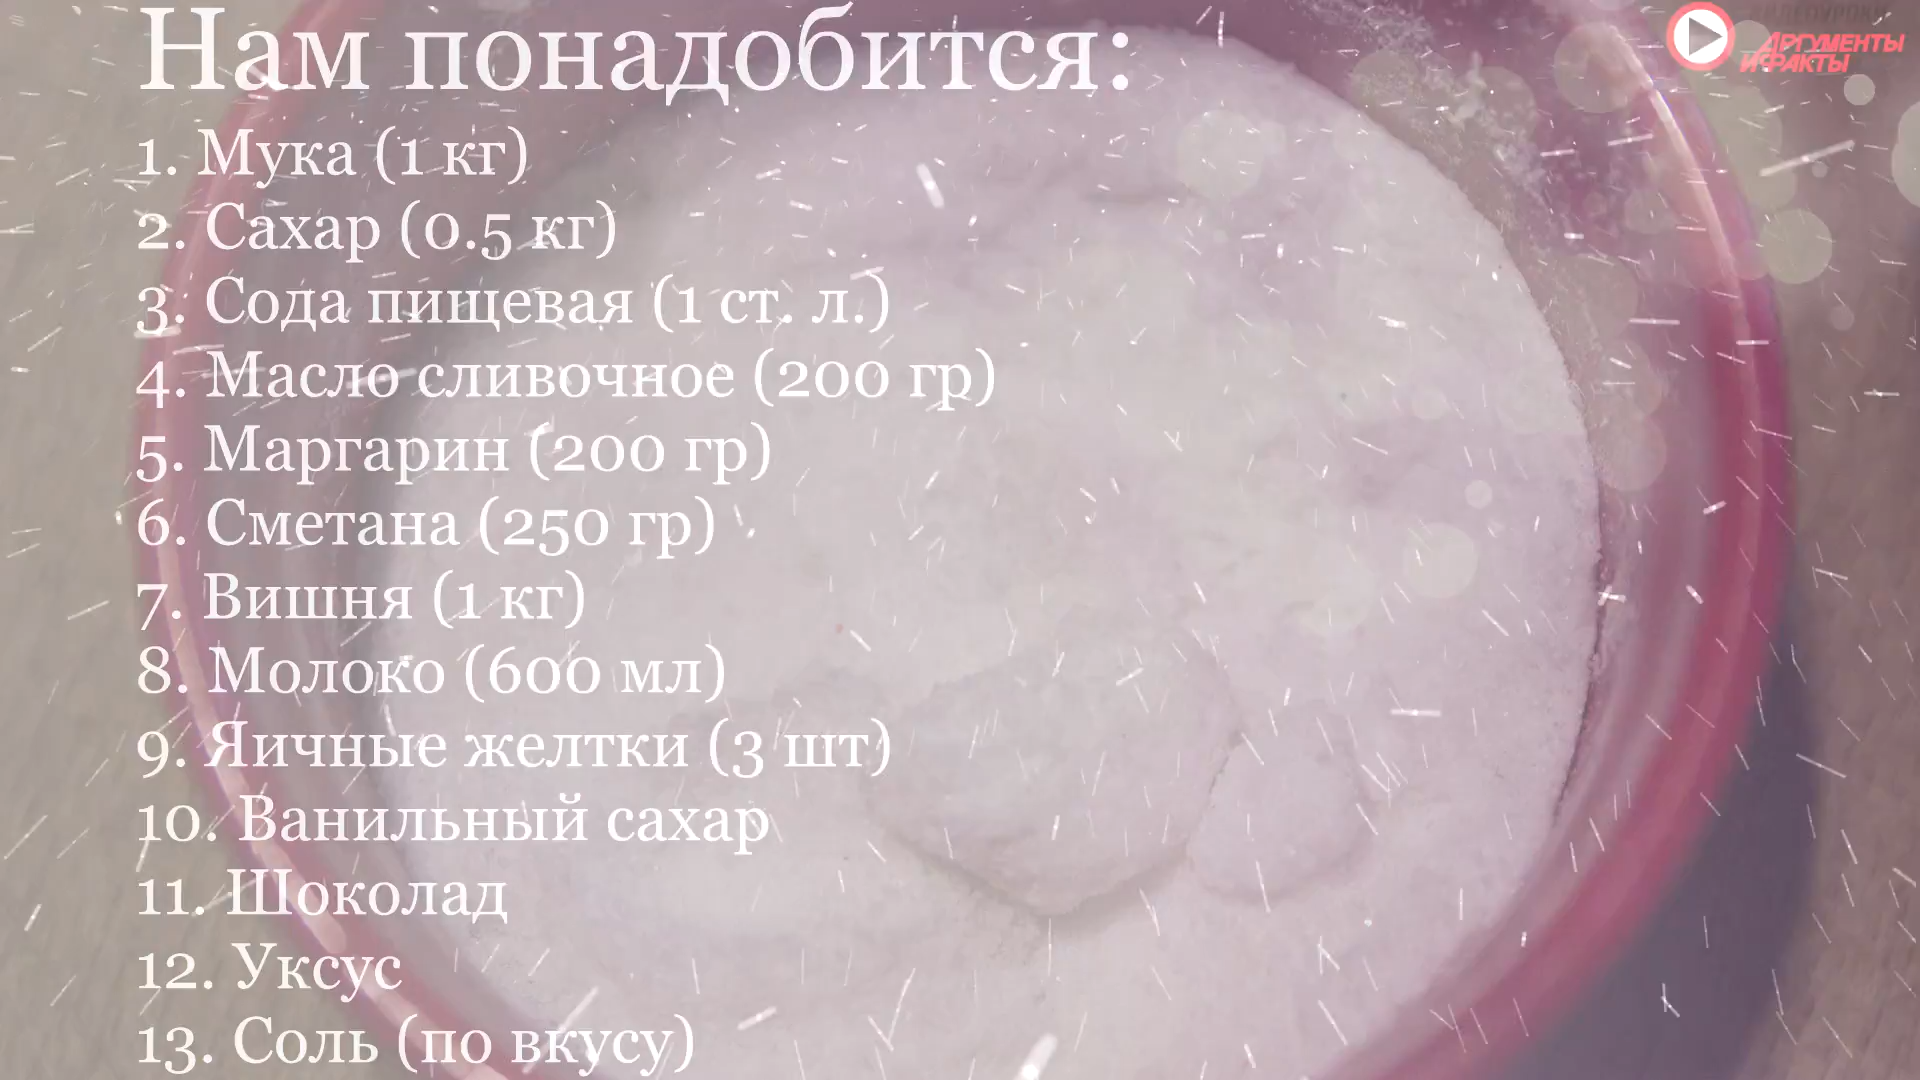 Нам понадобится:
ВИДЕОУРОКИ
АРГУМЕНТЫ
И ФАКТЫ
1. Мука (1 кг)
2. Сахар (0.5 кг)
3. Сода пищевая (1 ст. л.)
4. Масло сливочное (200 гр)
5. Маргарин (200 гр)
6. Сметана (250 гр)
7. Вишня (1 кг)
8. Молоко (600 мл)
9. Яичные желтки (3 шт)
10. Ванильный сахар
11. Шоколад
12. Уксус
13. Соль (по вкусу)